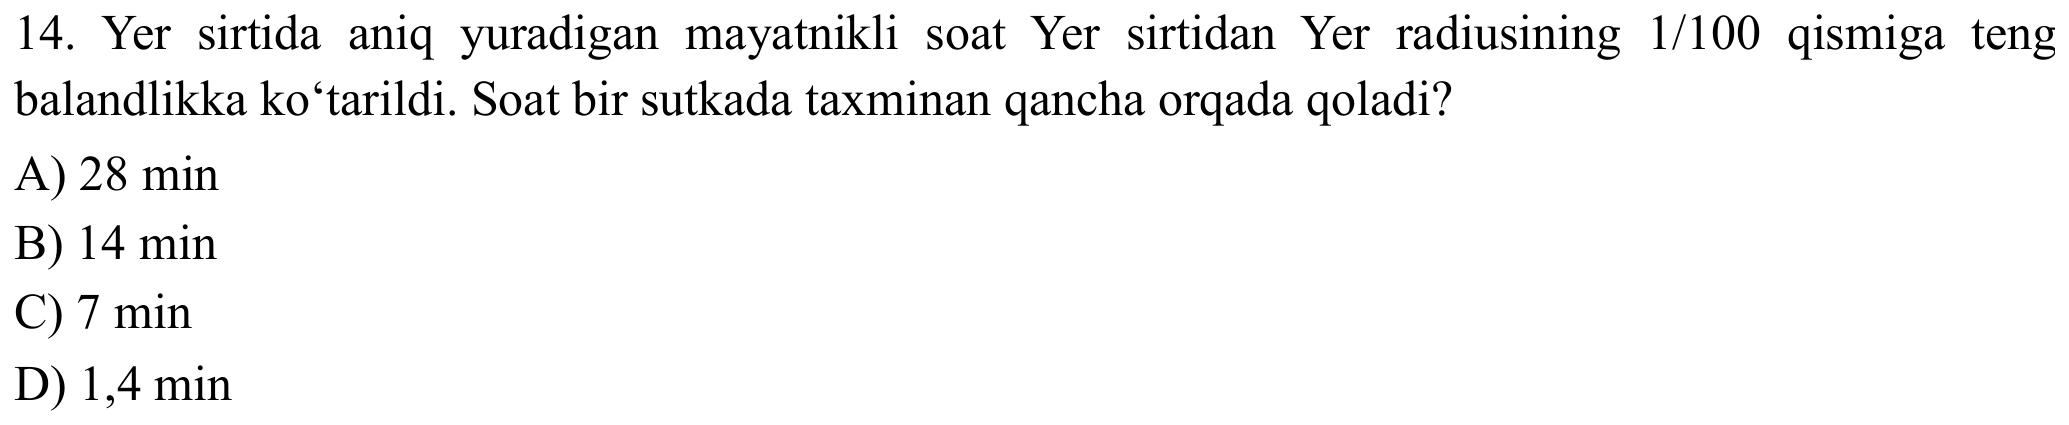 14. Yer sirtida aniq yuradigan mayatnikli soat Yer sirtidan Yer radiusining 1/100 qismiga teng
balandlikka ko‘tarildi. Soat bir sutkada taxminan qancha orqada qoladi?
A) 28 min
B) 14 min
C) 7 min
D) 1,4 min